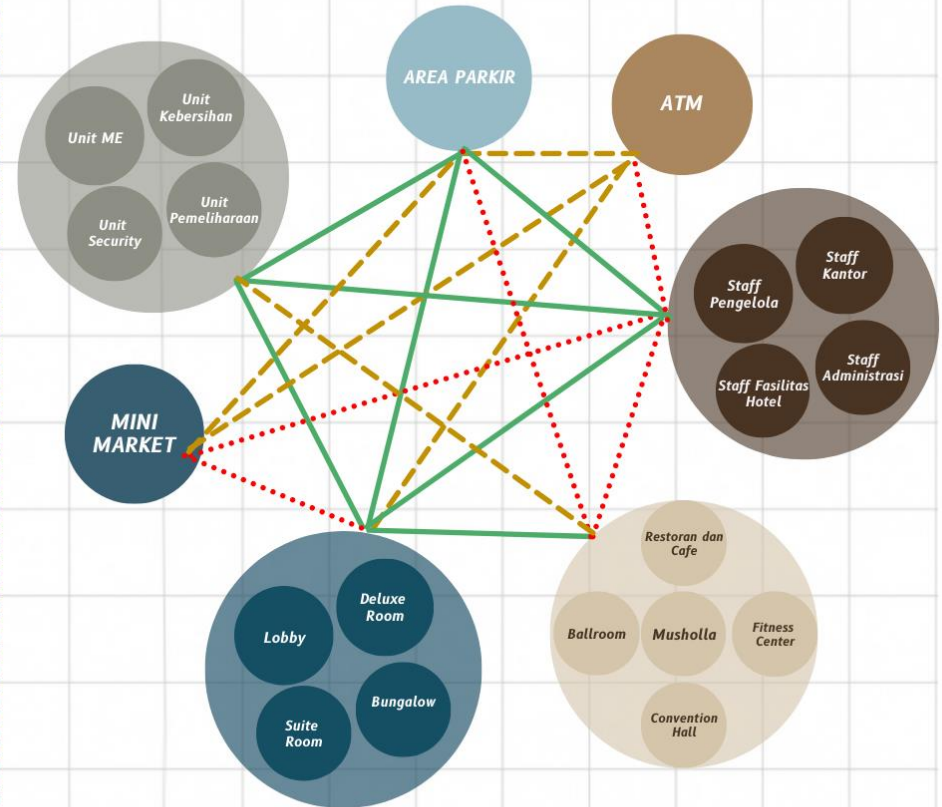 AREA PARKIR
ATM
Unit
Kebersihan
Unit ME
Unit
Pemeliharaan
Unit
Security
Staff
Kantor
Staff
Pengelola
Staff
Administrasi
Staff Fasilitas
Hotel
MINI
MARKET
Restoran dan
Cafe
Ballroom
Musholla
Fitness
Center
Convention
Hall
Deluxe
Room
Lobby
Bungalow
Suite
Room